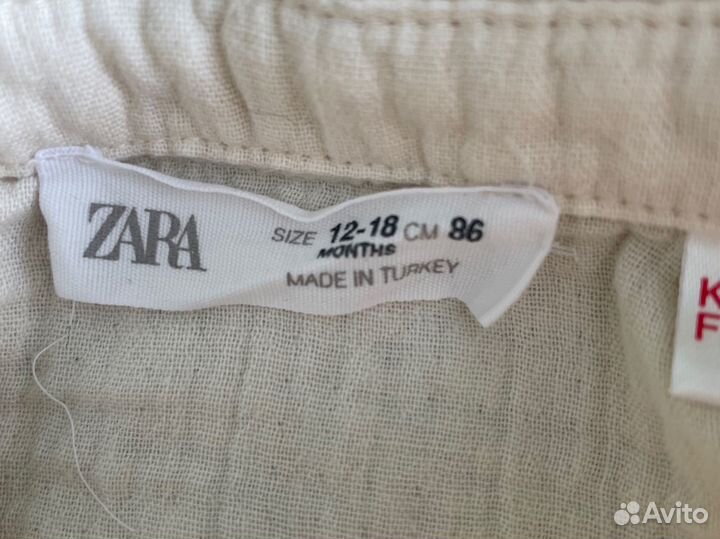 ZARA
SIZE 12-18 CM 86
MONTHS
MADE IN TURKEY
K
F
Avito